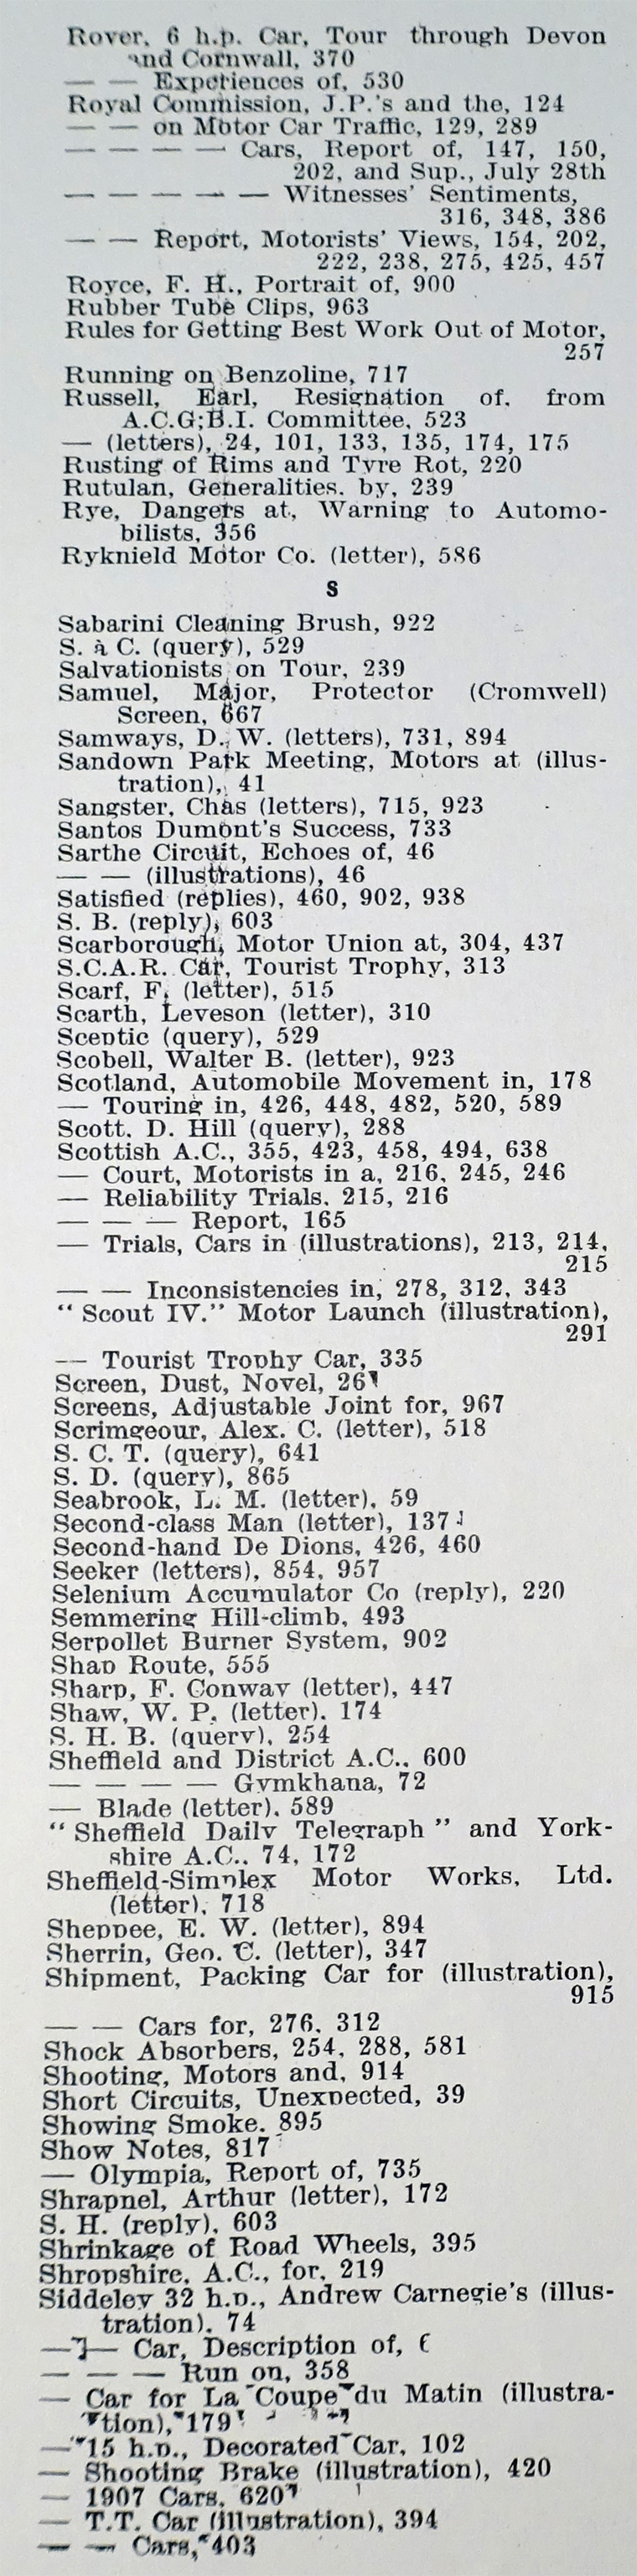 Rover, 6 h.p. Car, Tour through Devon
and Cornwall, 370
— — Experiences of, 530
Royal Commission, J.P.'s and the, 124
— — on Motor Car Traffic, 129, 289
— — — — Cars, Report of, 147, 150,
202, and Sup., July 28th
— — — — — Witnesses' Sentiments,
316, 348, 386
— — Report, Motorists' Views, 154, 202,
222, 238, 275, 425, 457
Royce, F. H., Portrait of, 900
Rubber Tube Clips, 963
Rules for Getting Best Work Out of Motor,
257
Running on Benzoline, 717
Russell, Earl, Resignation of, from
A.C.G;B.I. Committee, 523
— (letters), 24, 101, 133, 135, 174, 175
Rusting of Rims and Tyre Rot, 220
Rutulan, Generalities. by, 239
Rye, Dangers at, Warning to Automo-
bilists, 356
Ryknield Motor Co. (letter), 586
S
Sabarini Cleaning Brush, 922
S. à C. (query), 529
Salvationists on Tour, 239
Samuel, Major, Protector (Cromwell)
Screen, 667
Samways, D. W. (letters), 731, 894
Sandown Park Meeting, Motors at (illus-
tration), 41
Sangster, Chas (letters), 715, 923
Santos Dumont's Success, 733
Sarthe Circuit, Echoes of, 46
— — (illustrations), 46
Satisfied (replies), 460, 902, 938
S. B. (reply), 603
Scarborough, Motor Union at, 304, 437
S.C.A.R. Car, Tourist Trophy, 313
Scarf, F. (letter), 515
Scarth, Leveson (letter), 310
Sceptic (query), 529
Scobell, Walter B. (letter), 923
Scotland, Automobile Movement in, 178
— Touring in, 426, 448, 482, 520, 589
Scott, D. Hill (query), 288
Scottish A.C., 355, 423, 458, 494, 638
— Court, Motorists in a, 216, 245, 246
— Reliability Trials, 215, 216
— — — Report, 165
— Trials, Cars in (illustrations), 213, 214,
215
— — Inconsistencies in, 278, 312, 343
"Scout IV." Motor Launch (illustration),
291
— Tourist Trophy Car, 335
Screen, Dust, Novel, 26
Screens, Adjustable Joint for, 967
Scrimgeour, Alex. C. (letter), 518
S. C. T. (query), 641
S. D. (query), 865
Seabrook, L. M. (letter), 59
Second-class Man (letter), 137
Second-hand De Dions, 426, 460
Seeker (letters), 854, 957
Selenium Accumulator Co (reply), 220
Semmering Hill-climb, 493
Serpollet Burner System, 902
Shap Route, 555
Sharp, F. Conway (letter), 447
Shaw, W. P. (letter). 174
S. H. B. (query), 254
Sheffield and District A.C., 600
— — — — Gymkhana, 72
— Blade (letter). 589
"Sheffield Daily Telegraph" and York-
shire A.C., 74, 172
Sheffield-Simplex Motor Works, Ltd.
(letter), 718
Sheppee, E. W. (letter), 894
Sherrin, Geo. C. (letter), 347
Shipment, Packing Car for (illustration),
915
— — Cars for, 276, 312
Shock Absorbers, 254, 288, 581
Shooting, Motors and, 914
Short Circuits, Unexpected, 39
Showing Smoke. 895
Show Notes, 817
— Olympia, Report of, 735
Shrapnel, Arthur (letter), 172
S. H. (reply), 603
Shrinkage of Road Wheels, 395
Shropshire, A.C., for, 219
Siddeley 32 h.p., Andrew Carnegie's (illus-
tration). 74
— — Car, Description of,
— — — Run on, 358
— Car for La Coupe du Matin (illustra-
tion), 179
— 15 h.p., Decorated Car, 102
— Shooting Brake (illustration), 420
— 1907 Cars, 620
— T.T. Car (illustration), 394
— — Cars, 403